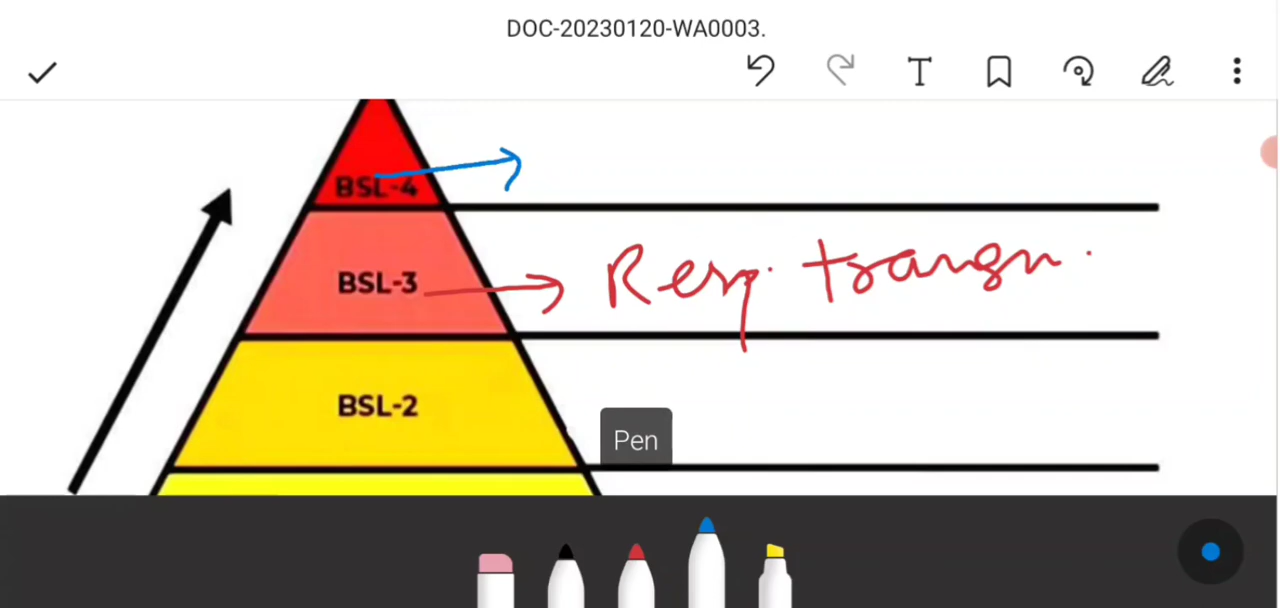 DOC-20230120-WA0003.
BSL-4
BSL-3
Resp. transm.
BSL-2
Pen